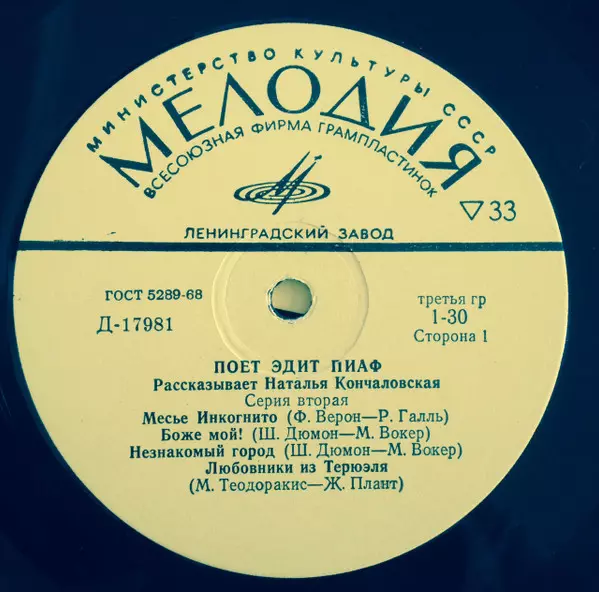 МИНИСТЕРСТВО КУЛЬТУРЫ СССР
МЕЛОДИЯ
ВСЕСОЮЗНАЯ ФИРМА ГРАМПЛАСТИНОК
▽33
ЛЕНИНГРАДСКИЙ ЗАВОД
ГОСТ 5289-68
Д-17981
третья гр
1-30
Сторона 1
ПОЕТ ЭДИТ ПИАФ
Рассказывает Наталья Кончаловская
Серия вторая
Месье Инкогнито (Ф. Верон—Р. Галль)
Боже мой! (Ш. Дюмон—М. Вокер)
Незнакомый город (Ш. Дюмон—М. Вокер)
Любовники из Терюэля
(М. Теодоракис—Ж. Плант)